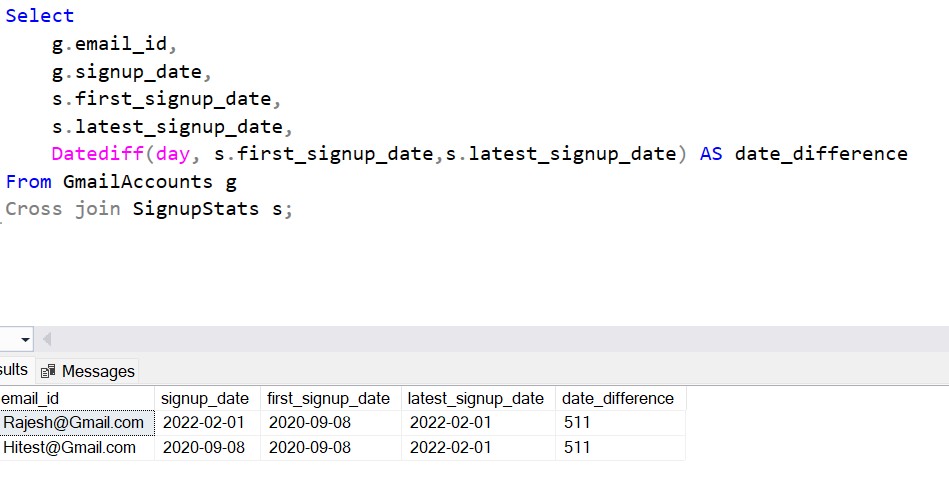 Select
g.email_id,
g.signup_date,
s.first_signup_date,
s.latest_signup_date,
Datediff(day, s.first_signup_date,s.latest_signup_date) AS date_difference
From GmailAccounts g
Cross join SignupStats s;
sults Messages
email_id signup_date first_signup_date latest_signup_date date_difference
Rajesh@Gmail.com 2022-02-01 2020-09-08 2022-02-01 511
Hitest@Gmail.com 2020-09-08 2020-09-08 2022-02-01 511